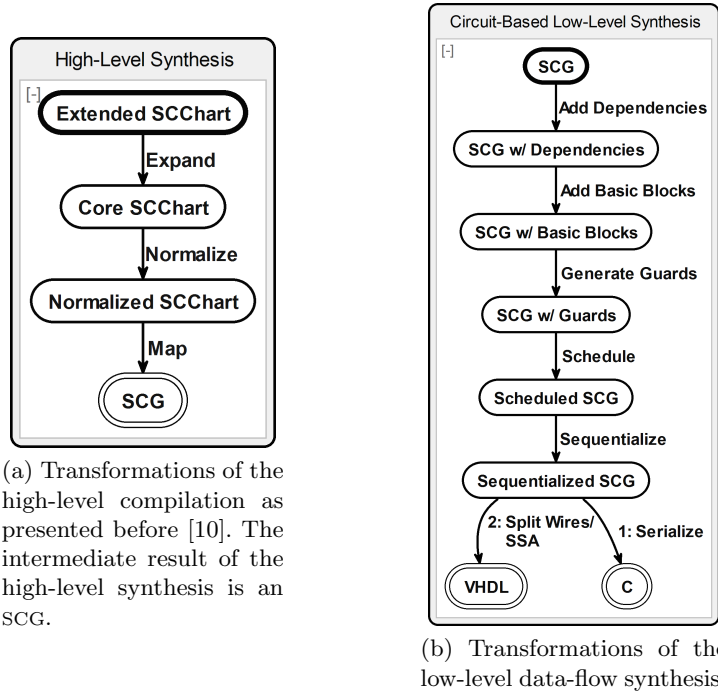 High-Level Synthesis
[-]
Extended SCChart
Expand
Core SCChart
Normalize
Normalized SCChart
Map
SCG
(a) Transformations of the
high-level compilation as
presented before [10]. The
intermediate result of the
high-level synthesis is an
SCG.
Circuit-Based Low-Level Synthesis
[-]
SCG
Add Dependencies
SCG w/ Dependencies
Add Basic Blocks
SCG w/ Basic Blocks
Generate Guards
SCG w/ Guards
Schedule
Scheduled SCG
Sequentialize
Sequentialized SCG
2: Split Wires/
SSA
1: Serialize
VHDL
C
(b) Transformations of the
low-level data-flow synthesis